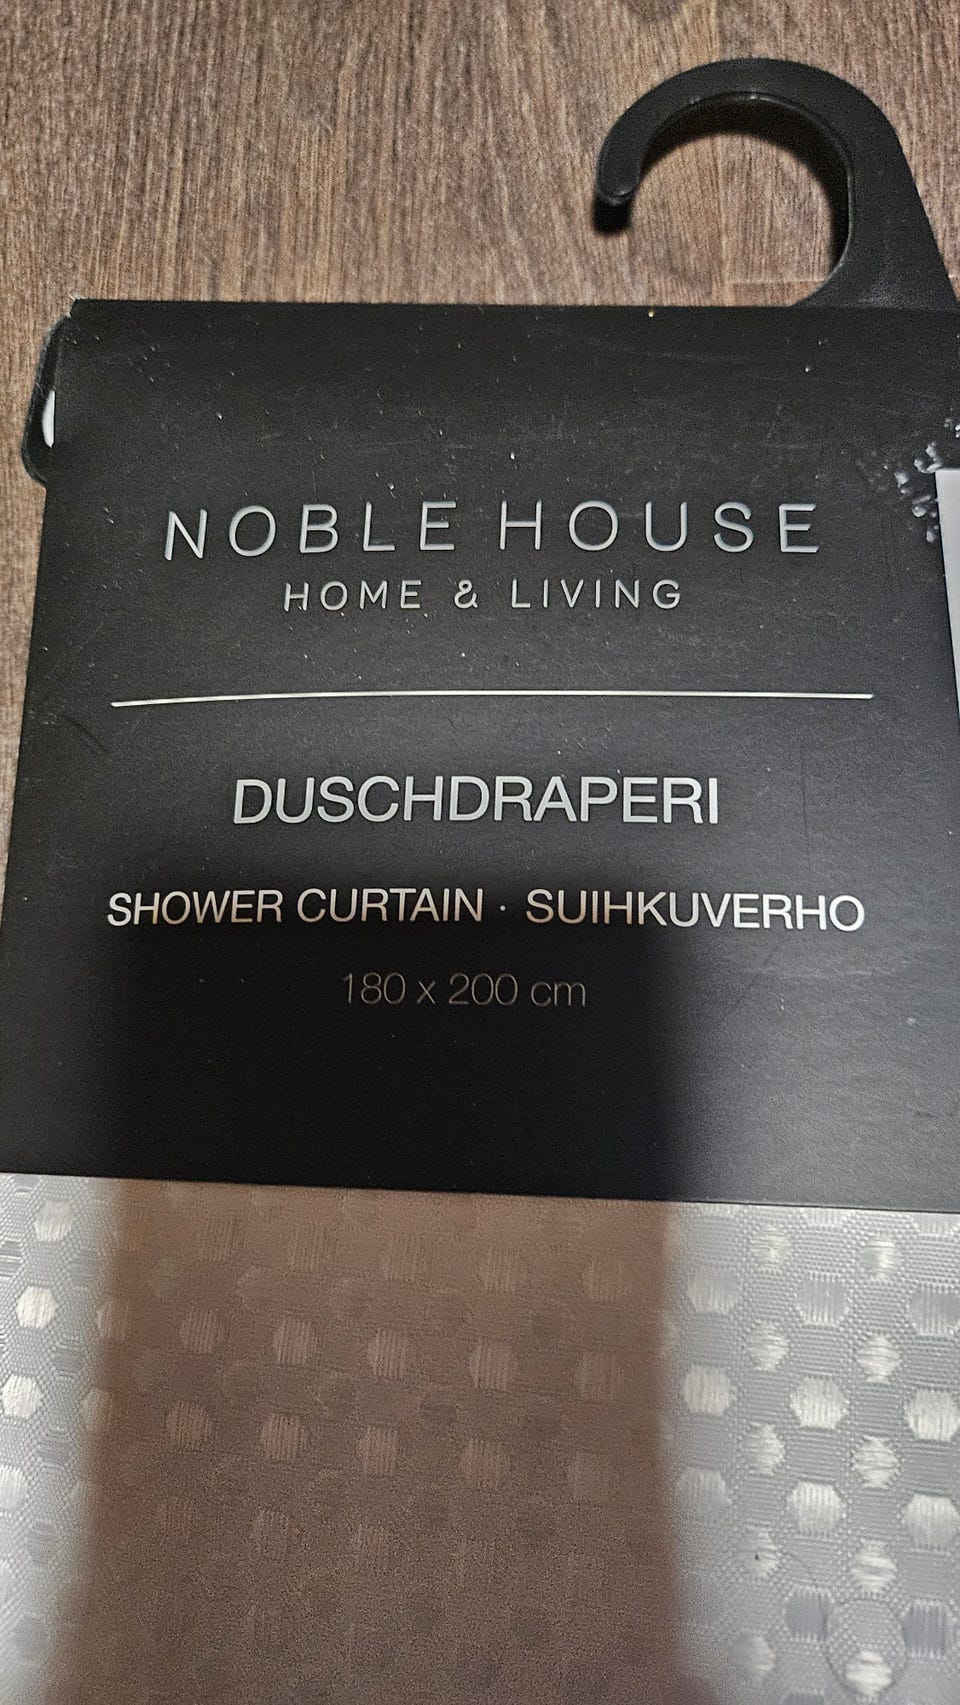 NOBLE HOUSE
HOME & LIVING
DUSCHDRAPERI
SHOWER CURTAIN · SUIHKUVERHO
180 x 200 cm